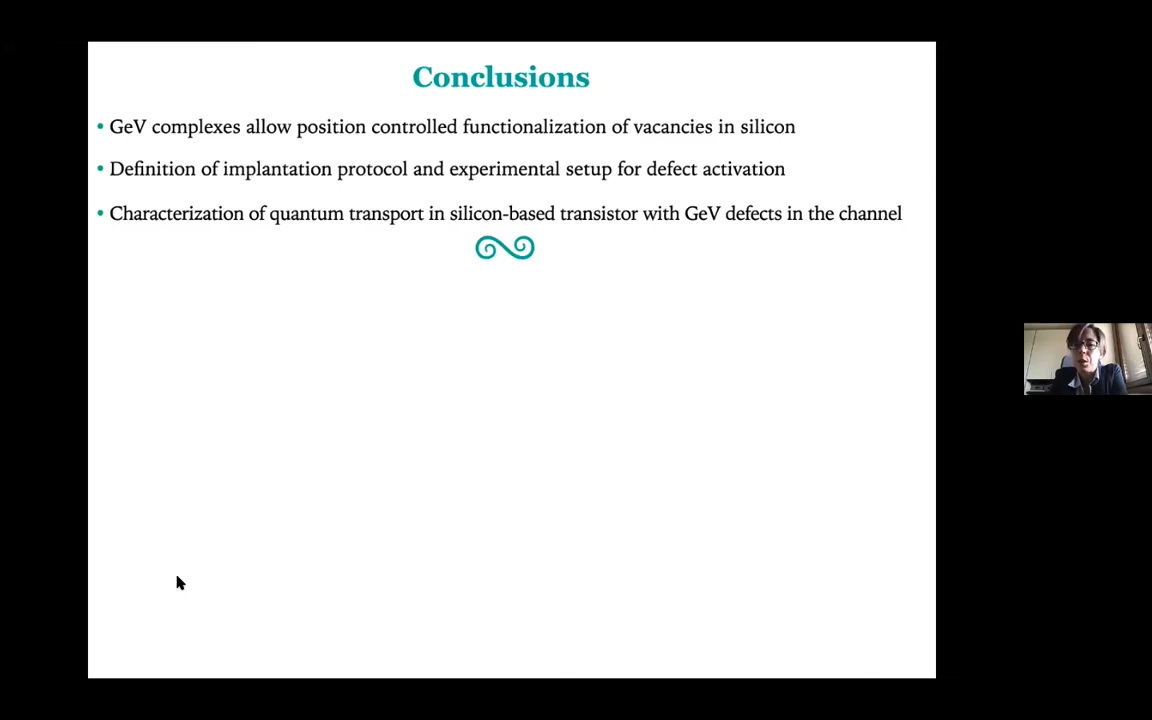 Conclusions
• GeV complexes allow position controlled functionalization of vacancies in silicon
• Definition of implantation protocol and experimental setup for defect activation
• Characterization of quantum transport in silicon-based transistor with GeV defects in the channel